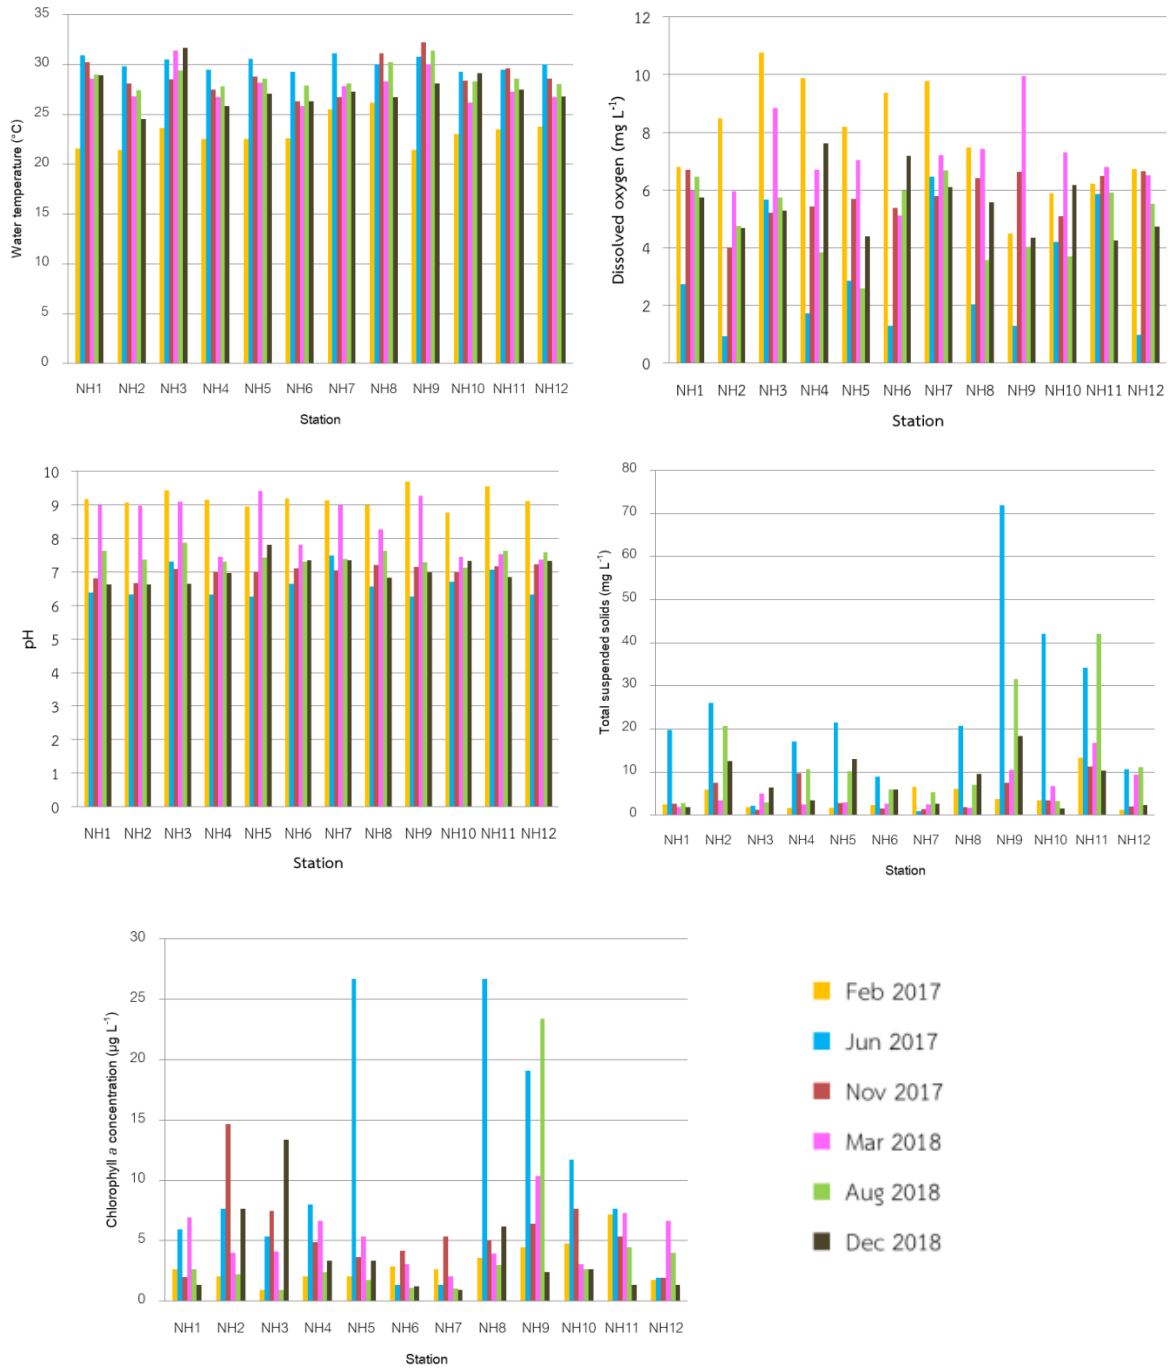 35
30
25
20
15
10
5
0
Water temperature (°C)
NH1 NH2 NH3 NH4 NH5 NH6 NH7 NH8 NH9 NH10 NH11 NH12
Station
12
10
8
6
4
2
0
Dissolved oxygen (mg L-1)
NH1 NH2 NH3 NH4 NH5 NH6 NH7 NH8 NH9 NH10 NH11 NH12
Station
10
9
8
7
6
5
4
3
2
1
0
pH
NH1 NH2 NH3 NH4 NH5 NH6 NH7 NH8 NH9 NH10 NH11 NH12
Station
80
70
60
50
40
30
20
10
0
Total suspended solids (mg L-1)
NH1 NH2 NH3 NH4 NH5 NH6 NH7 NH8 NH9 NH10 NH11 NH12
Station
30
25
20
15
10
5
0
Chlorophyll a concentration (µg L-1)
NH1 NH2 NH3 NH4 NH5 NH6 NH7 NH8 NH9 NH10 NH11 NH12
Station
Feb 2017
Jun 2017
Nov 2017
Mar 2018
Aug 2018
Dec 2018